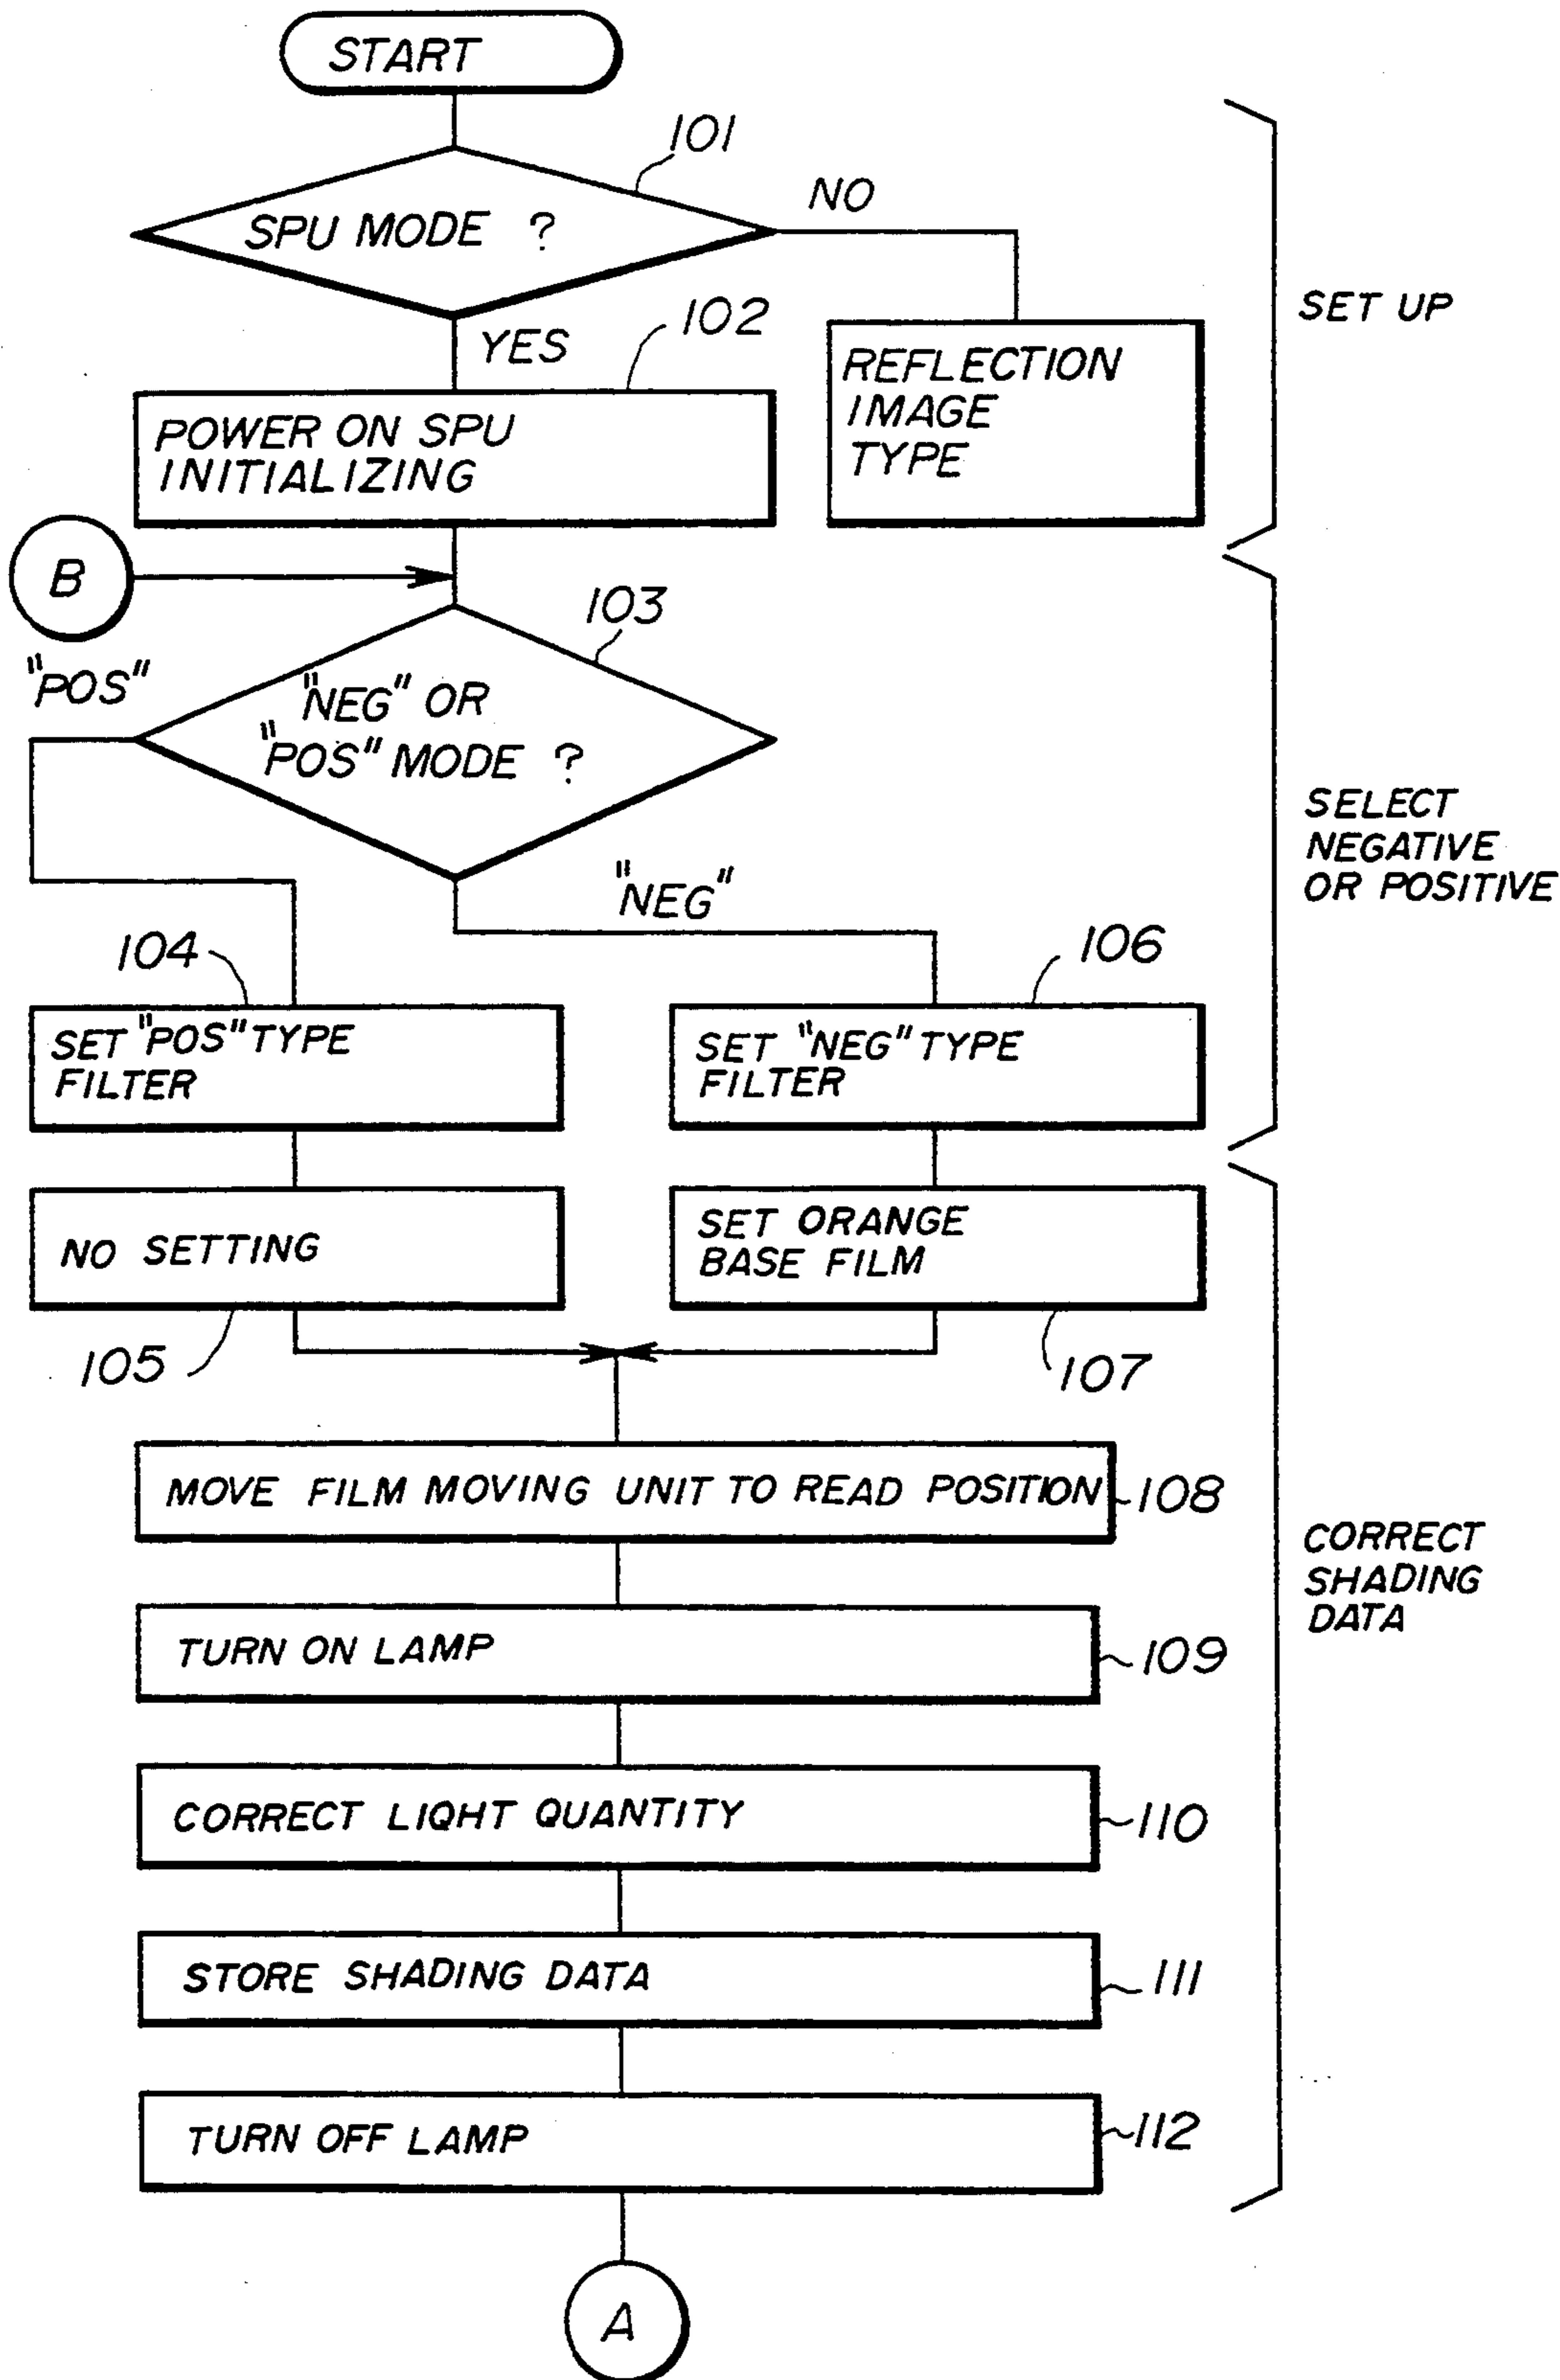 START
101
SPU MODE ?
NO
YES
102
SET UP
REFLECTION
IMAGE
TYPE
POWER ON SPU
INITIALIZING
B
103
"POS"
"NEG" OR
"POS" MODE ?
SELECT
NEGATIVE
OR POSITIVE
"NEG"
104
106
SET "POS" TYPE
FILTER
SET "NEG" TYPE
FILTER
NO SETTING
SET ORANGE
BASE FILM
105
107
MOVE FILM MOVING UNIT TO READ POSITION
108
CORRECT
SHADING
DATA
TURN ON LAMP
109
CORRECT LIQHT QUANTITY
110
STORE SHADING DATA
111
TURN OFF LAMP
112
A